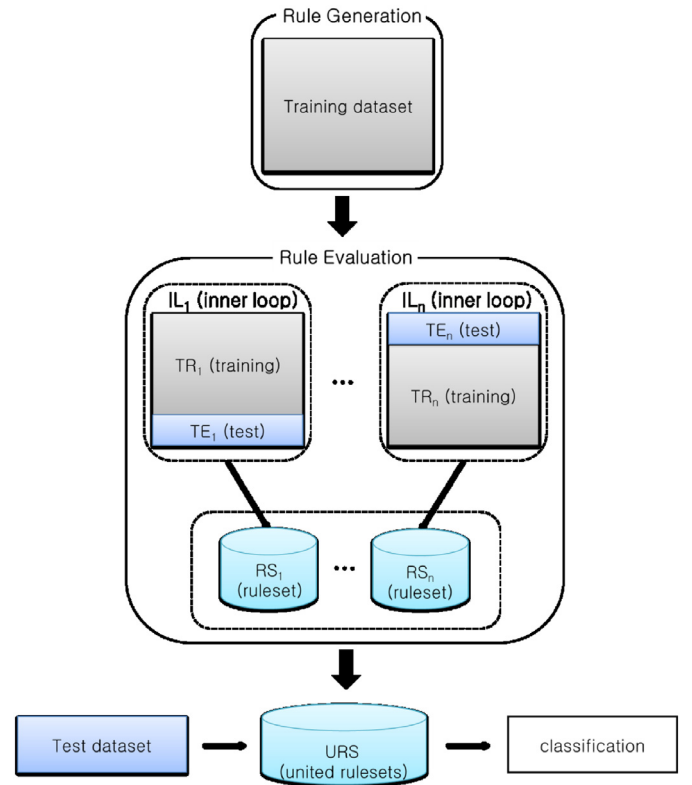 Rule Generation
Training dataset
Rule Evaluation
IL₁ (inner loop)
TR₁ (training)
TE₁ (test)
...
ILₙ (inner loop)
TEₙ (test)
TRₙ (training)
RS₁
(ruleset)
...
RSₙ
(ruleset)
Test dataset
URS
(united rulesets)
classification